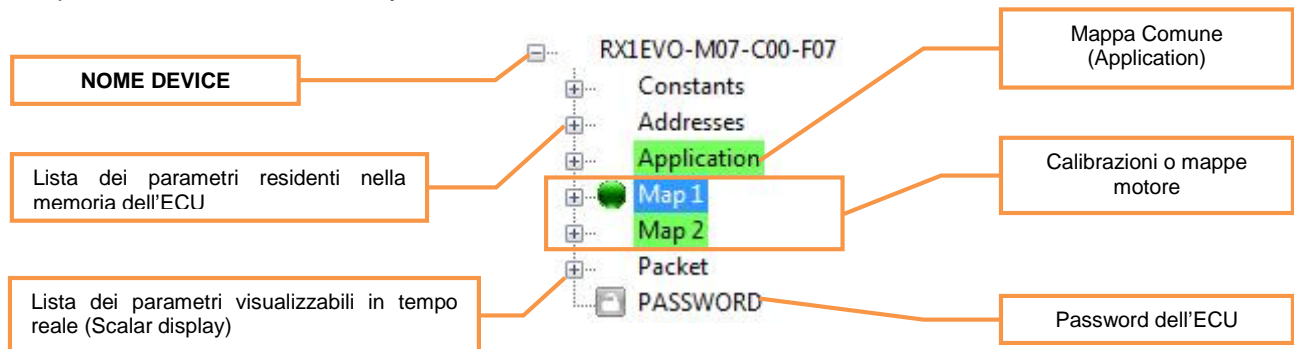 NOME DEVICE
Lista dei parametri residenti nella
memoria dell'ECU
Lista dei parametri visualizzabili in tempo
reale (Scalar display)
RX1EVO-M07-C00-F07
Constants
Addresses
Application
Map 1
Map 2
Packet
PASSWORD
Mappa Comune
(Application)
Calibrazioni o mappe
motore
Password dell'ECU